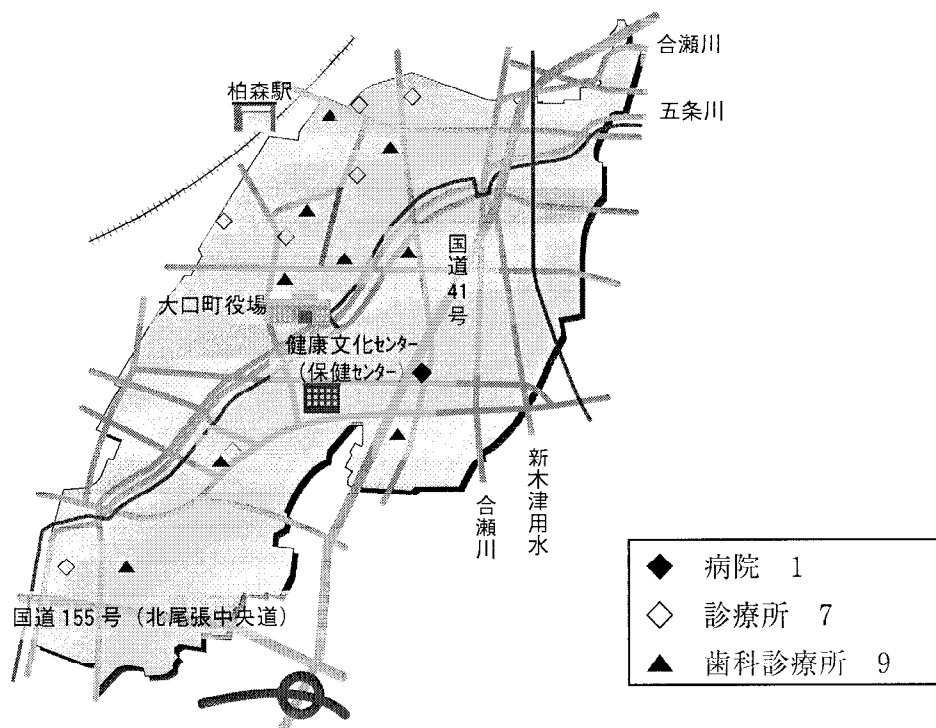 合瀬川
柏森駅
五条川
国道41号
大口町役場
健康文化センター
（保健センター）
新木津用水
合瀬川
国道155号（北尾張中央道）
◆ 病院 1
◇ 診療所 7
▲ 歯科診療所 9